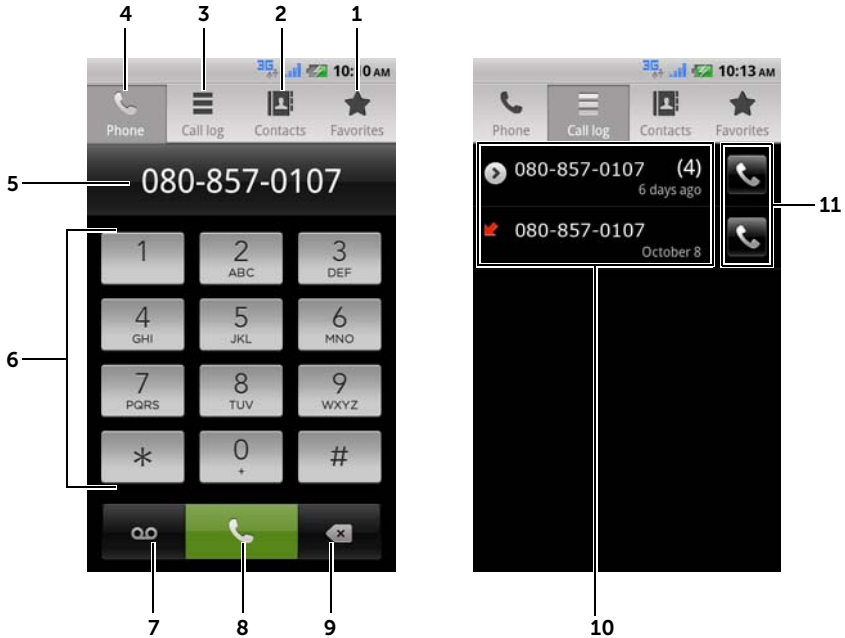 4 3 2 1
3G 10:10 AM
Phone Call log Contacts Favorites
5 080-857-0107
1 2 3
ABC DEF
4 5 6
GHI JKL MNO
6
7 8 9
PQRS TUV WXYZ
* 0 #
+
7 8 9
3G 10:13 AM
Phone Call log Contacts Favorites
080-857-0107 (4)
6 days ago
11
080-857-0107
October 8
10